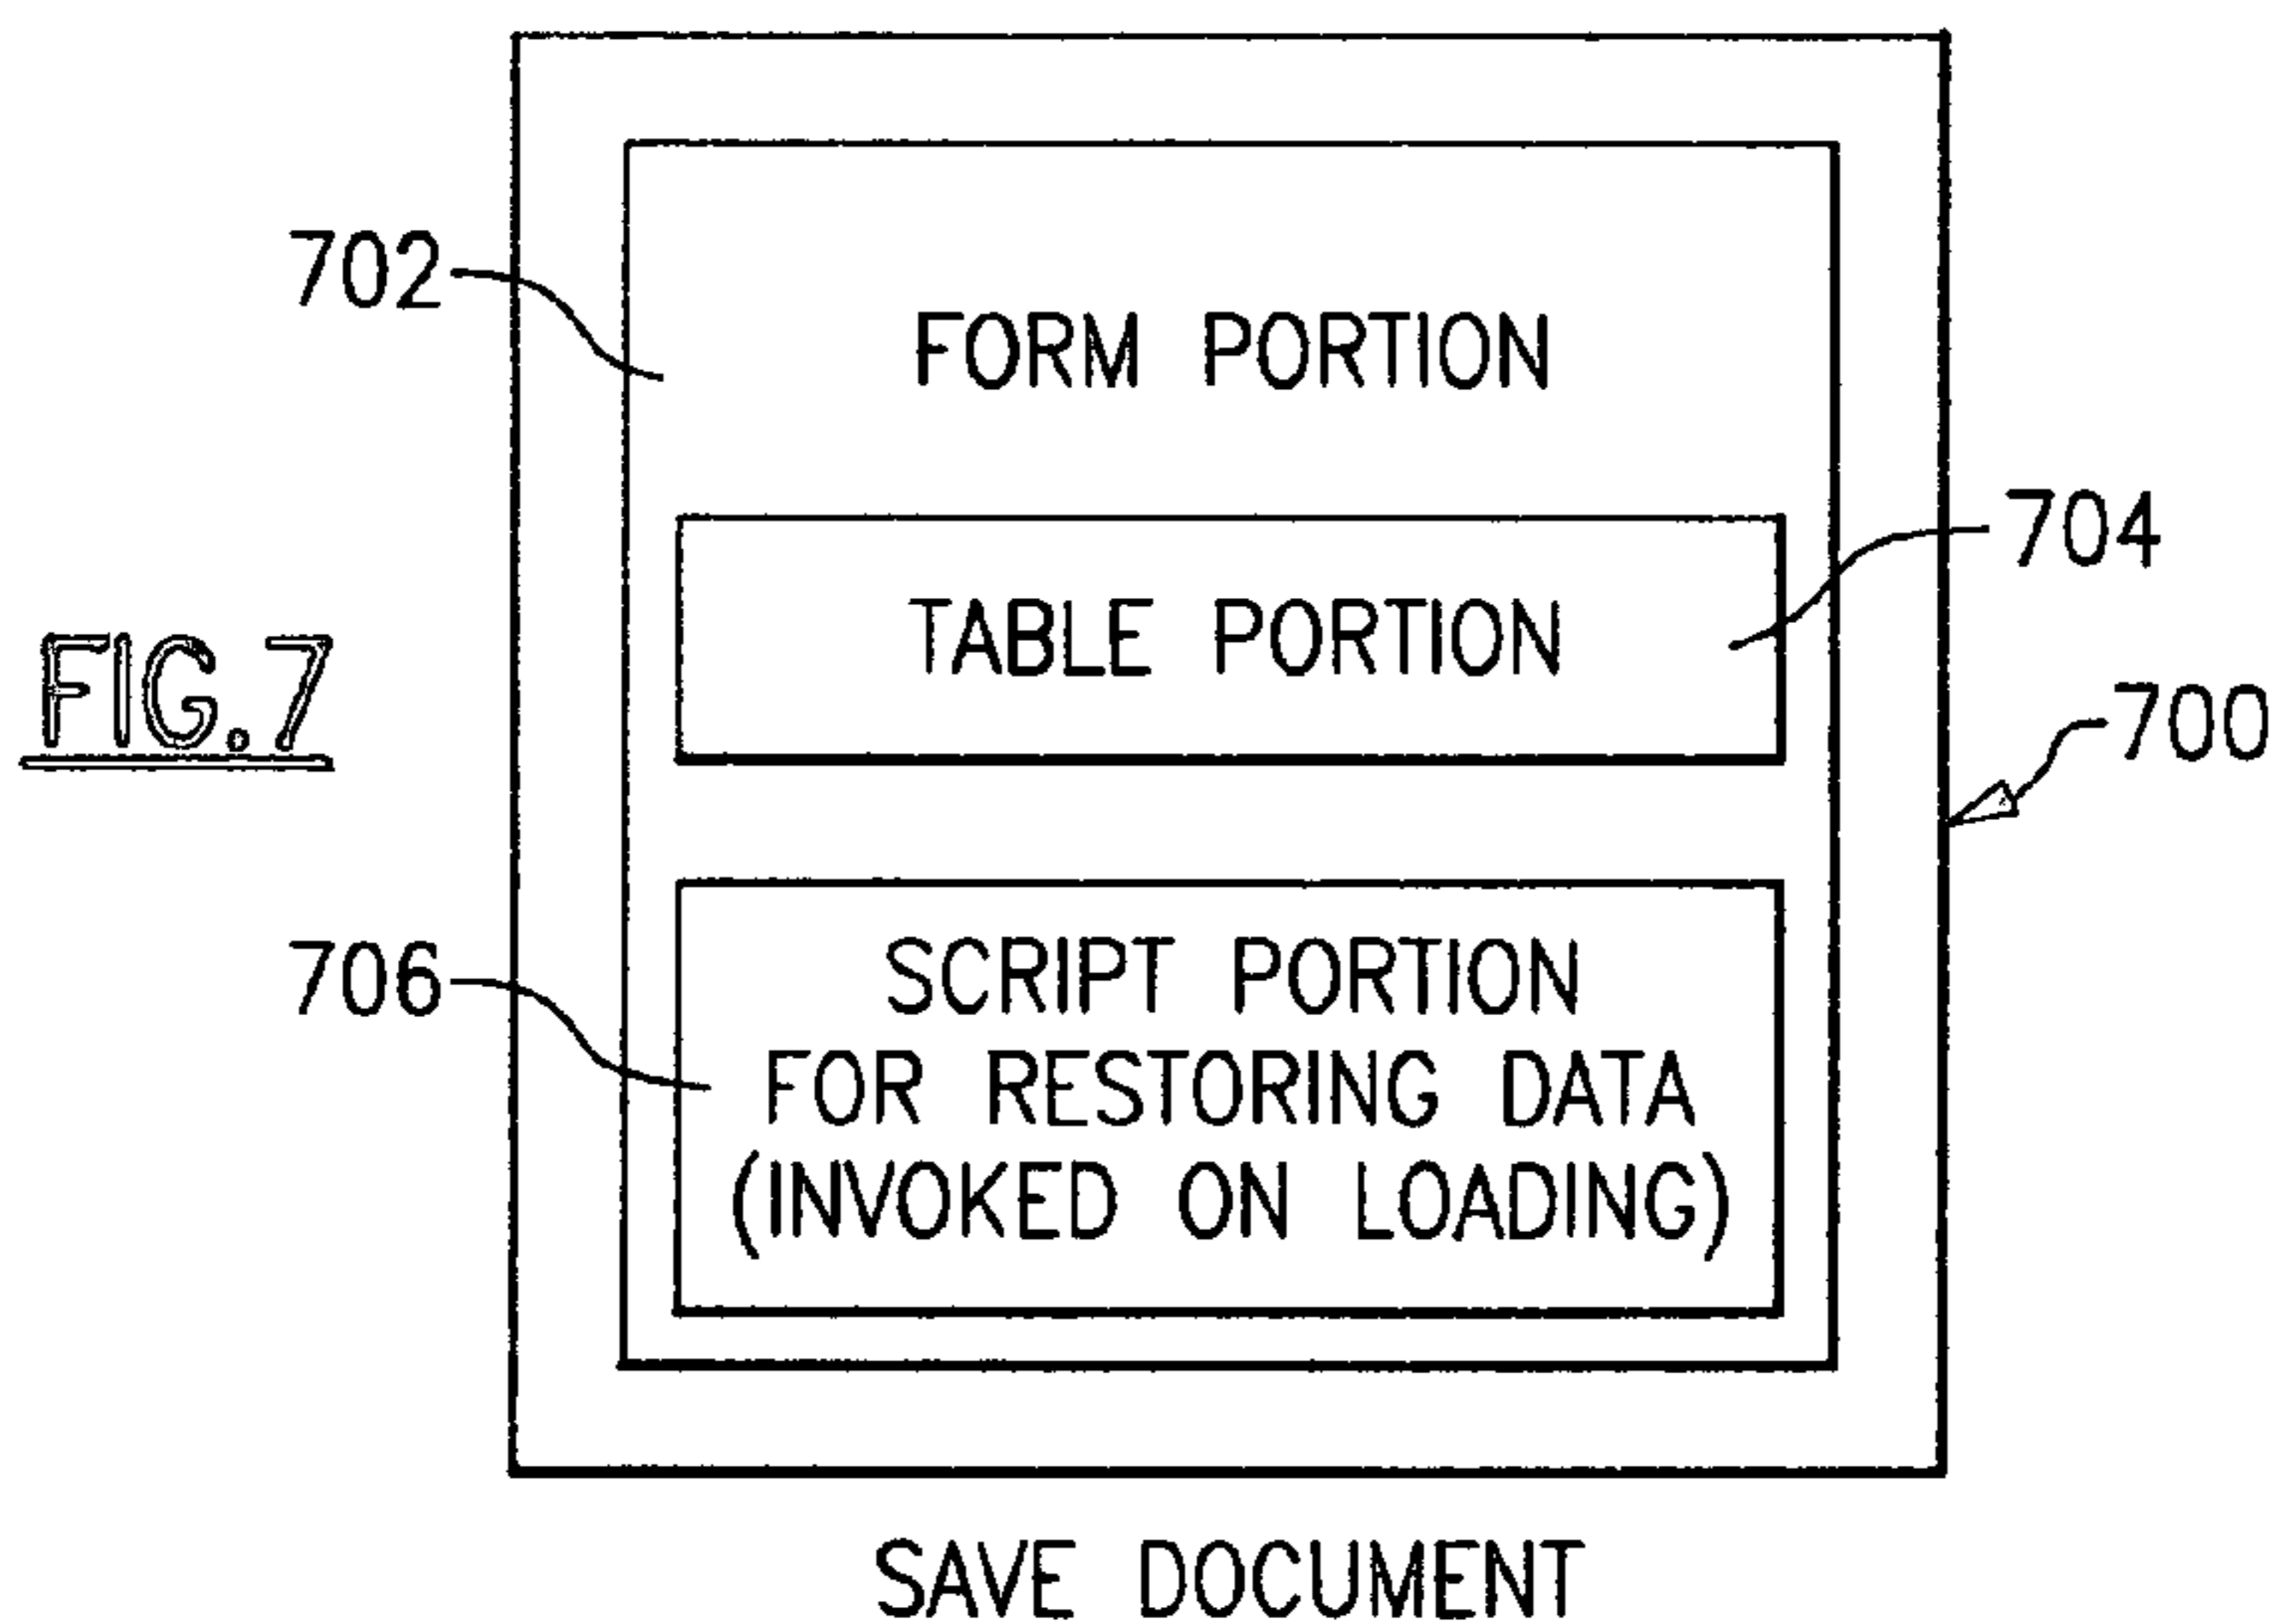 702
FORM PORTION
704
TABLE PORTION
FIG.7
700
706
SCRIPT PORTION
FOR RESTORING DATA
(INVOKED ON LOADING)
SAVE DOCUMENT